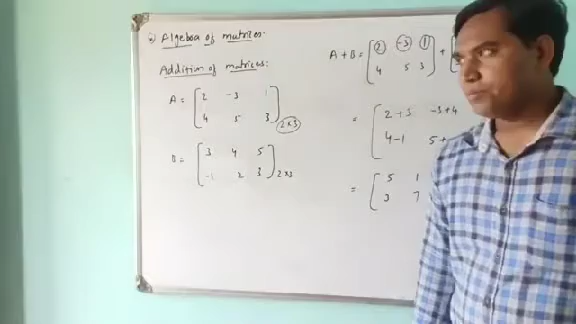 Algebra of matrices:
Addition of matrices:
A = [ 2 -3 1
4 5 3 ] 2×3
B = [ 3 4 5
-1 2 3 ] 2×3
A + B = [ 2 -3 1
4 5 3 ] + [
= [ 2+3 -3+4
4-1 5+
= [ 5 1
3 7